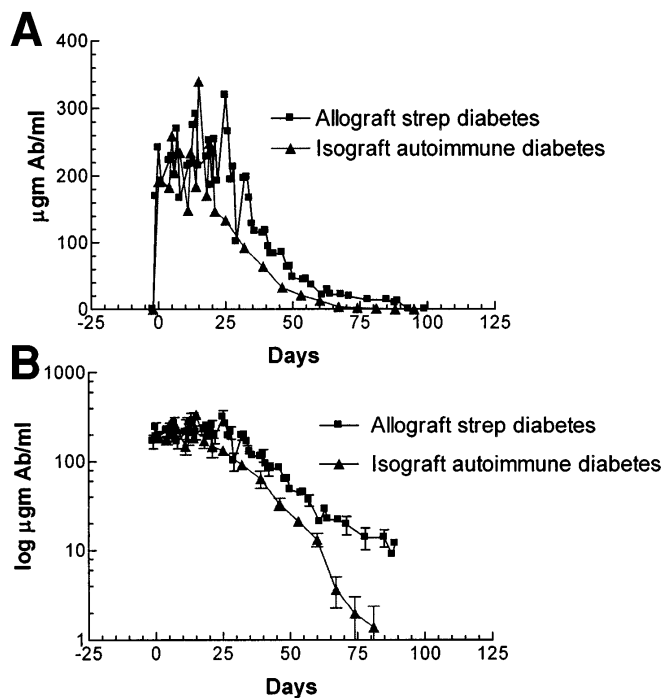 A
400
300
200
100
0
µgm Ab/ml
Allograft strep diabetes
Isograft autoimmune diabetes
-25 0 25 50 75 100 125
Days
B
1000
100
10
1
log µgm Ab/ml
Allograft strep diabetes
Isograft autoimmune diabetes
-25 0 25 50 75 100 125
Days